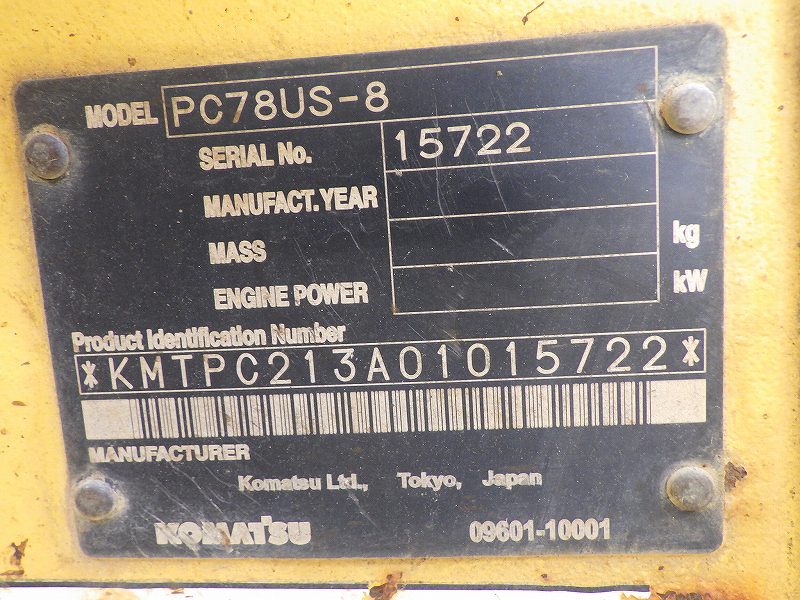 MODEL PC78US-8
SERIAL No. 15722
MANUFACT.YEAR
MASS kg
ENGINE POWER kW
Product Identification Number
*KMTPC213A01015722*
MANUFACTURER
Komatsu Ltd., Tokyo, Japan
KOMATSU 09601-10001